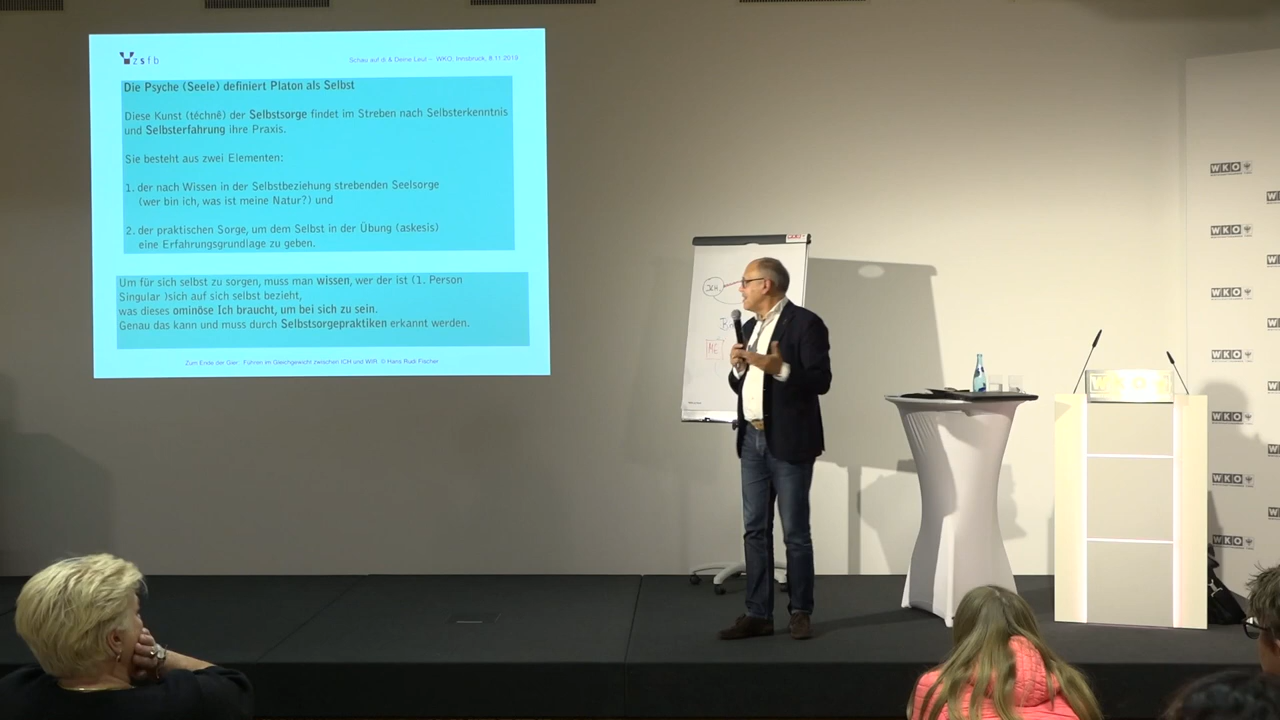 zsfb
Schau auf di & Deine Leut – WKO, Innsbruck, 8.11.2018
Die Psyche (Seele) definiert Platon als Selbst
Diese Kunst (téchnê) der Selbstsorge findet im Streben nach Selbsterkenntnis
und Selbsterfahrung ihre Praxis.
Sie besteht aus zwei Elementen:
1. der nach Wissen in der Selbstbeziehung strebenden Seelsorge
(wer bin ich, was ist meine Natur?) und
2. der praktischen Sorge, um dem Selbst in der Übung (askesis)
eine Erfahrungsgrundlage zu geben.
Um für sich selbst zu sorgen, muss man wissen, wer der ist (1. Person
Singular )sich auf sich selbst bezieht,
was dieses ominöse Ich braucht, um bei sich zu sein.
Genau das kann und muss durch Selbstsorgepraktiken erkannt werden.
Zum Ende der Gier: Führen im Gleichgewicht zwischen ICH und WIR © Hans Rudi Fischer
ICH
ME
WKO
WKO
WKO
WKO
WKO
WKO
WKO